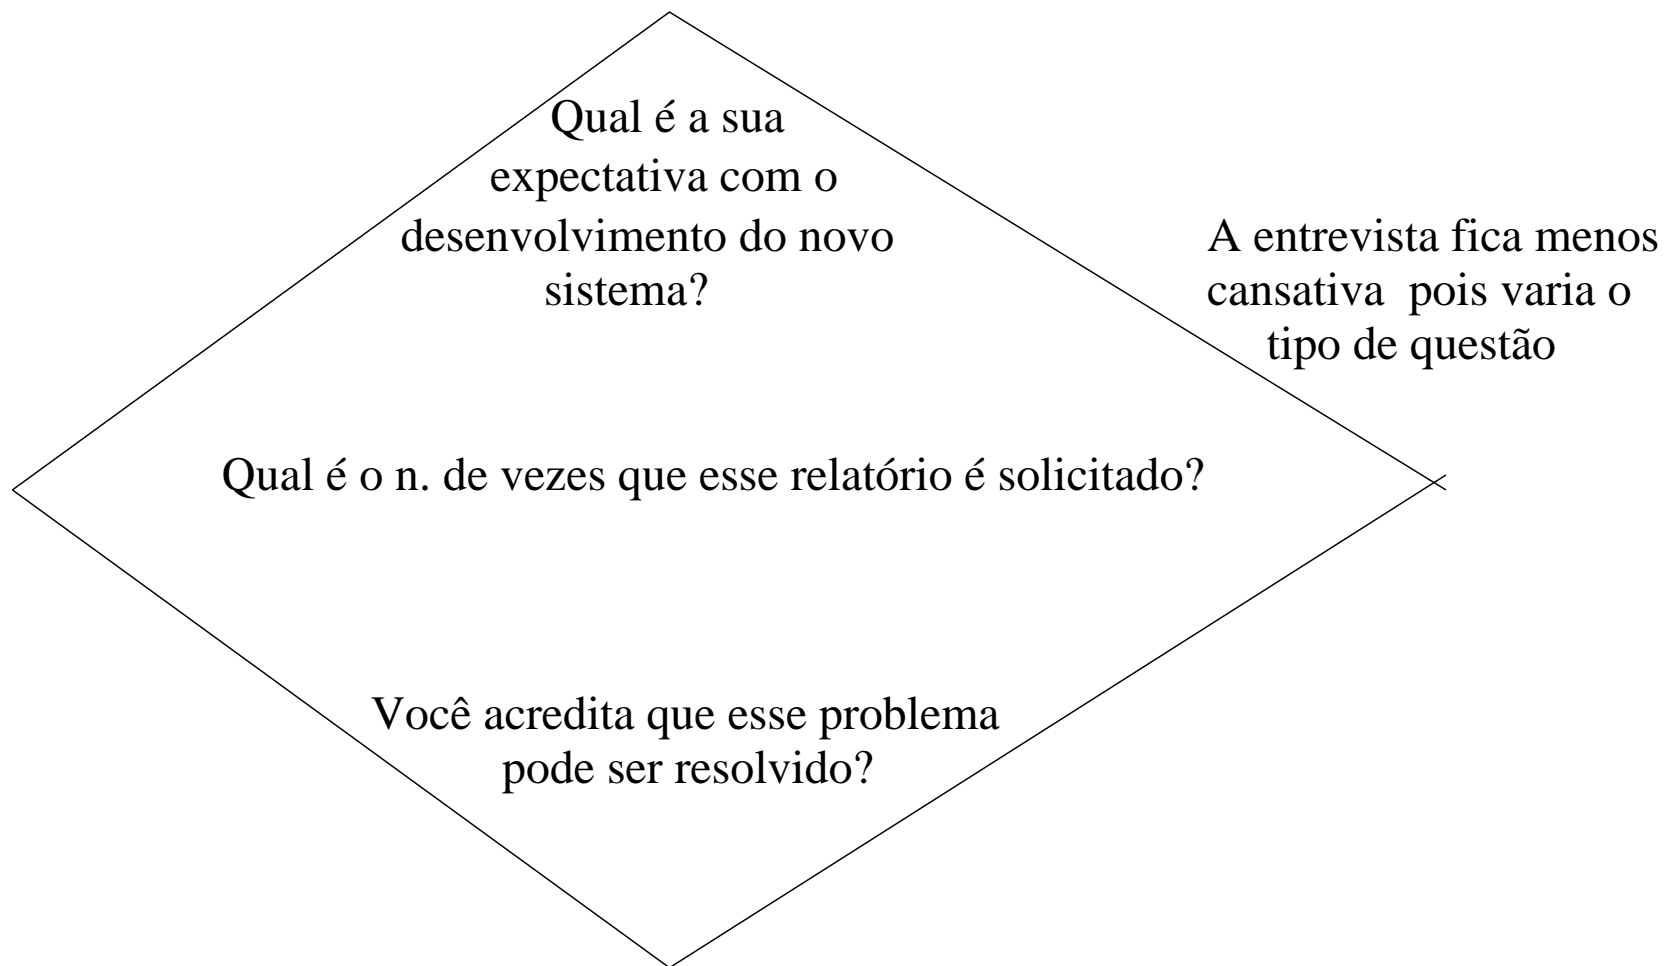 Qual é a sua
expectativa com o
desenvolvimento do novo
sistema?
A entrevista fica menos
cansativa  pois varia o
tipo de questão
Qual é o n. de vezes que esse relatório é solicitado?
Você acredita que esse problema
pode ser resolvido?